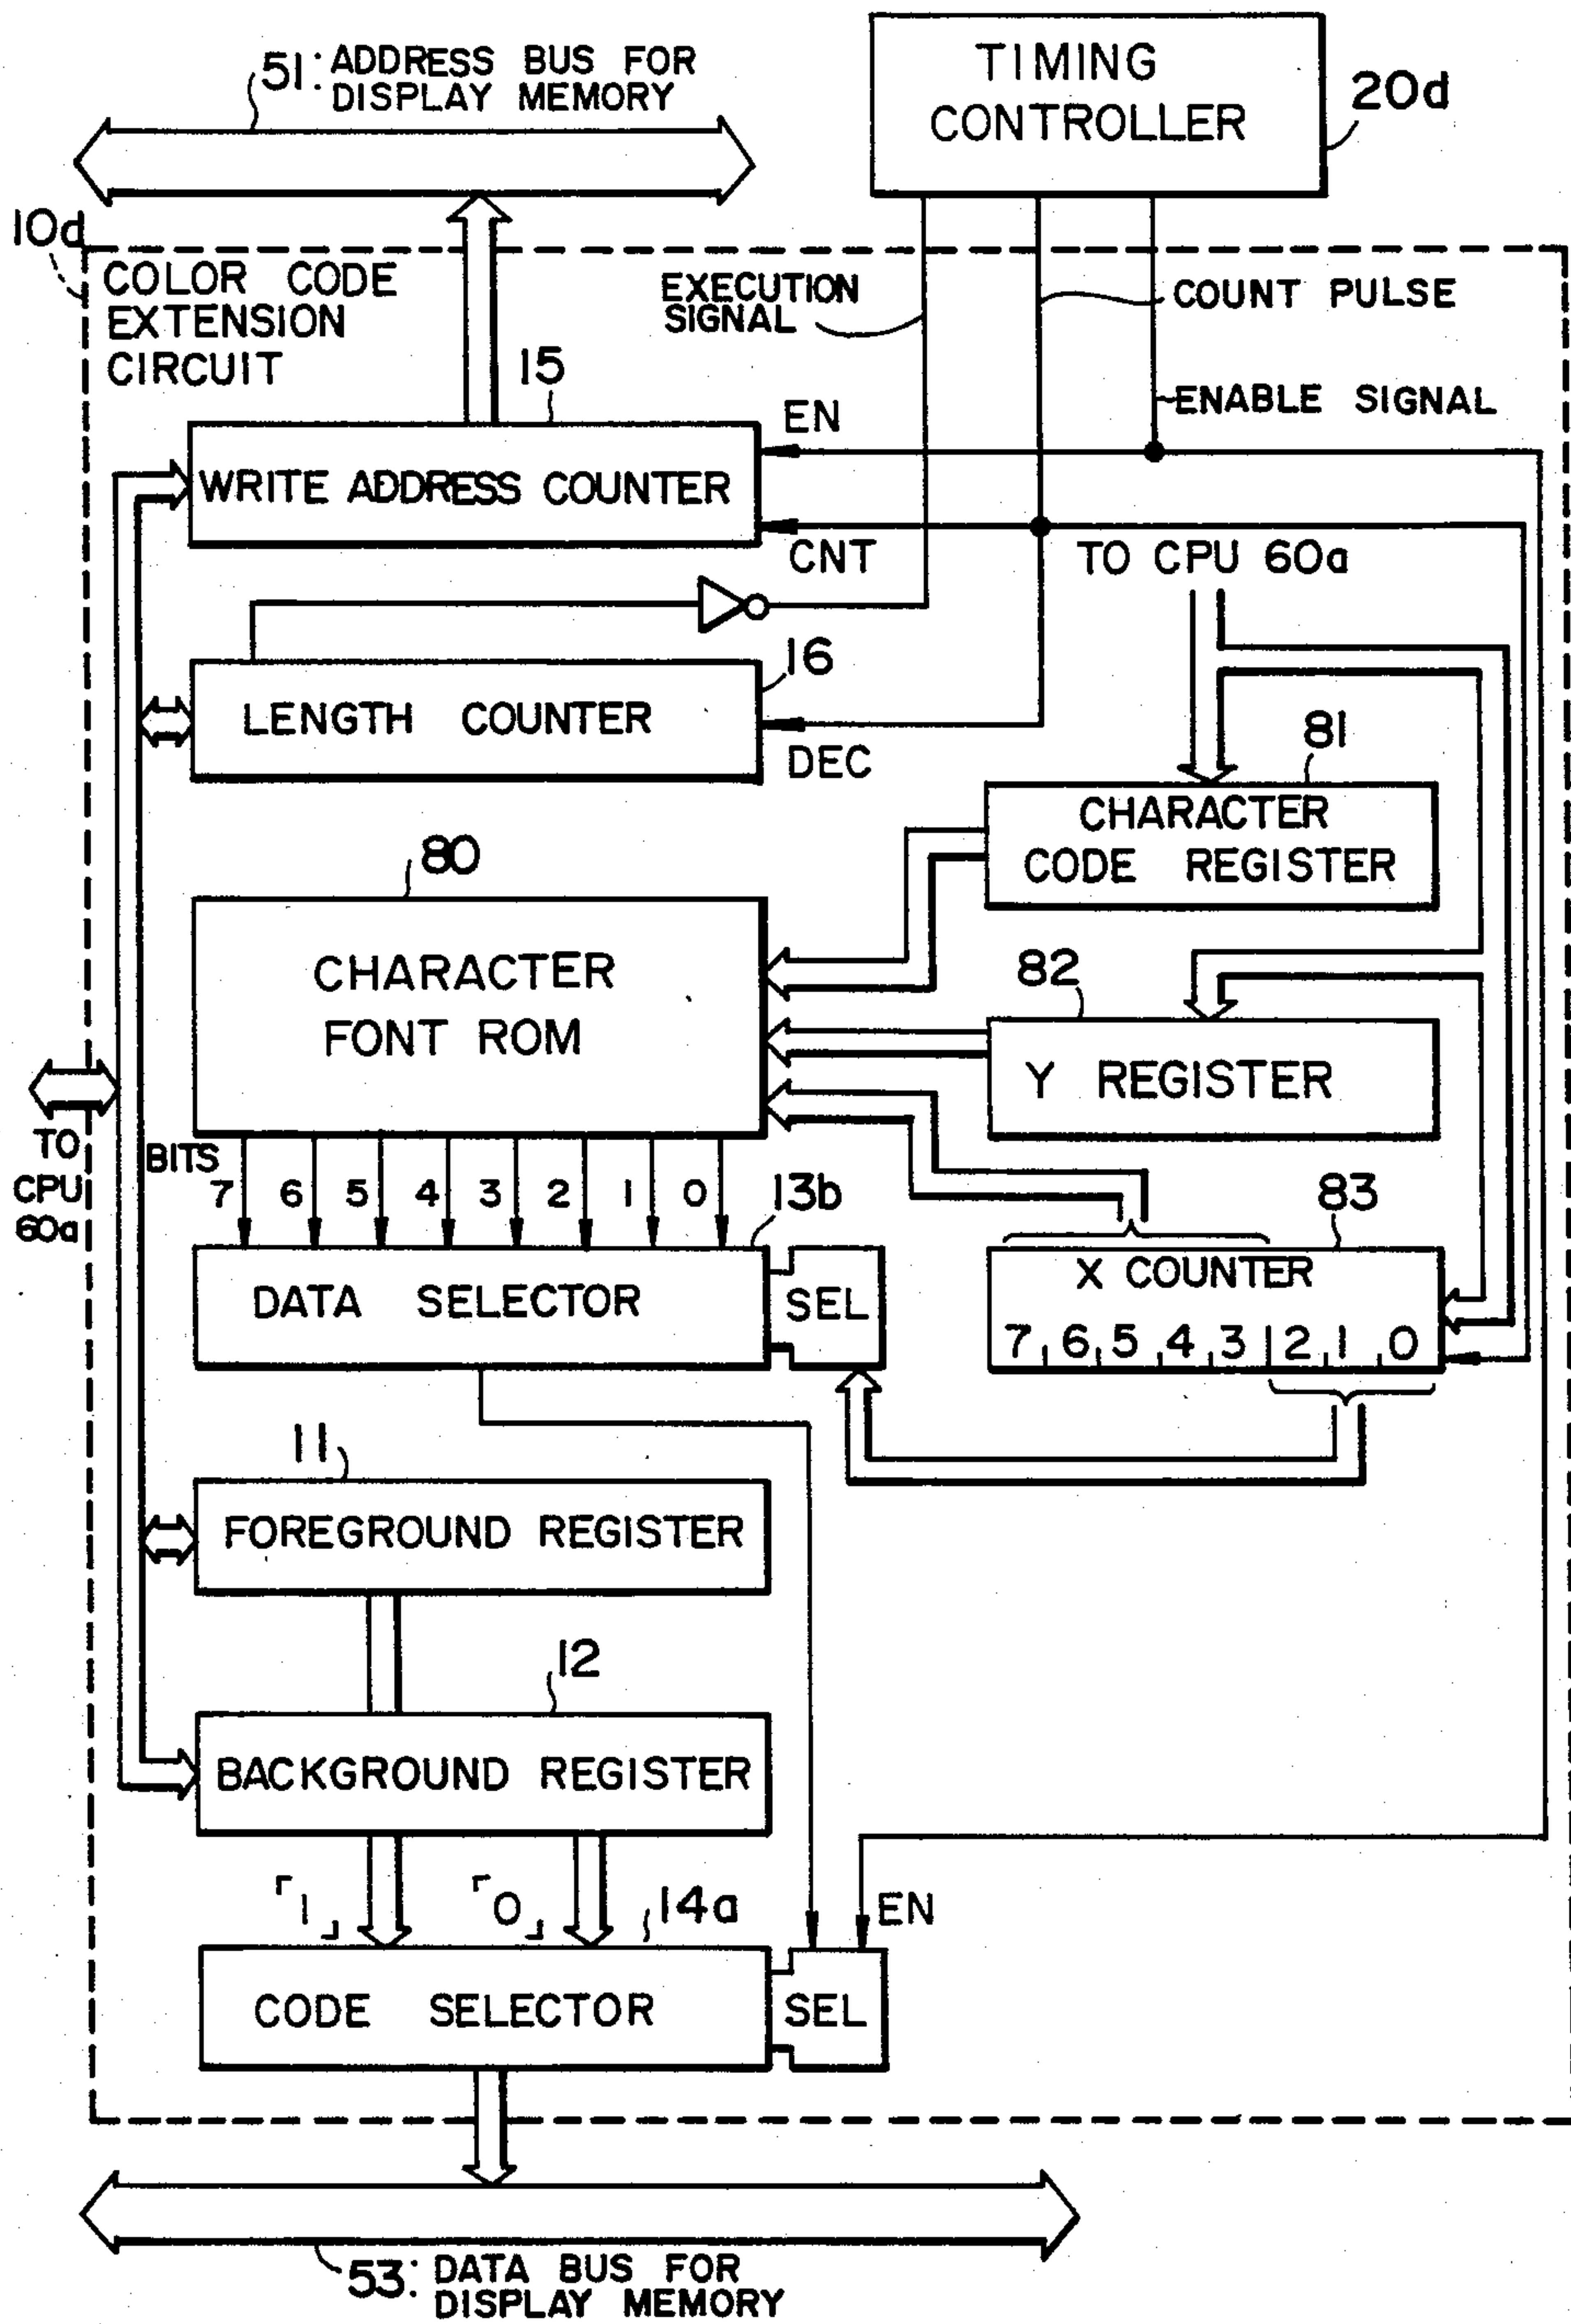 51: ADDRESS BUS FOR
DISPLAY MEMORY
TIMING
CONTROLLER
20d
10d
COLOR CODE
EXTENSION
CIRCUIT
EXECUTION
SIGNAL
COUNT PULSE
ENABLE SIGNAL
15
EN
WRITE ADDRESS COUNTER
CNT
TO CPU 60a
16
LENGTH COUNTER
DEC
81
CHARACTER
CODE REGISTER
80
CHARACTER
FONT ROM
82
Y REGISTER
TO
CPU
60a
BITS
7 6 5 4 3 2 1 0
13b
83
DATA SELECTOR
SEL
X COUNTER
7 6 5 4 3 2 1 0
11
FOREGROUND REGISTER
12
BACKGROUND REGISTER
「1」
「0」
14a
EN
CODE SELECTOR
SEL
53: DATA BUS FOR
DISPLAY MEMORY